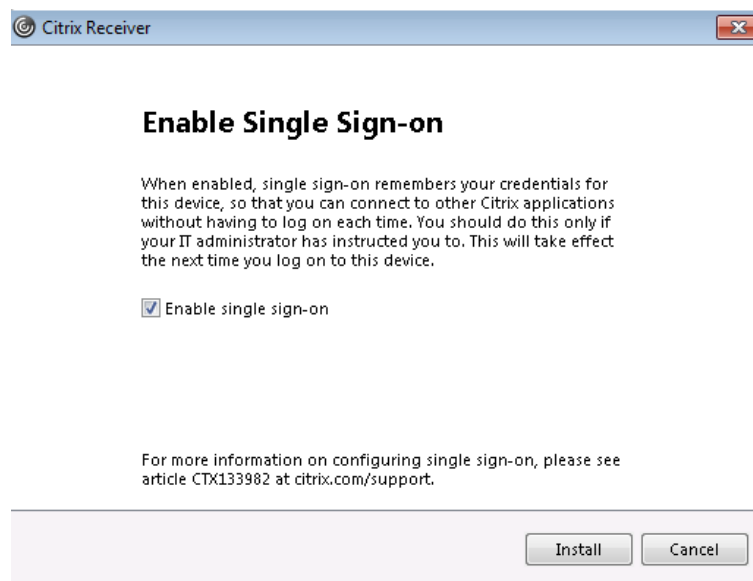 Citrix Receiver
Enable Single Sign-on
When enabled, single sign-on remembers your credentials for
this device, so that you can connect to other Citrix applications
without having to log on each time. You should do this only if
your IT administrator has instructed you to. This will take effect
the next time you log on to this device.
Enable single sign-on
For more information on configuring single sign-on, please see
article CTX133982 at citrix.com/support.
Install
Cancel